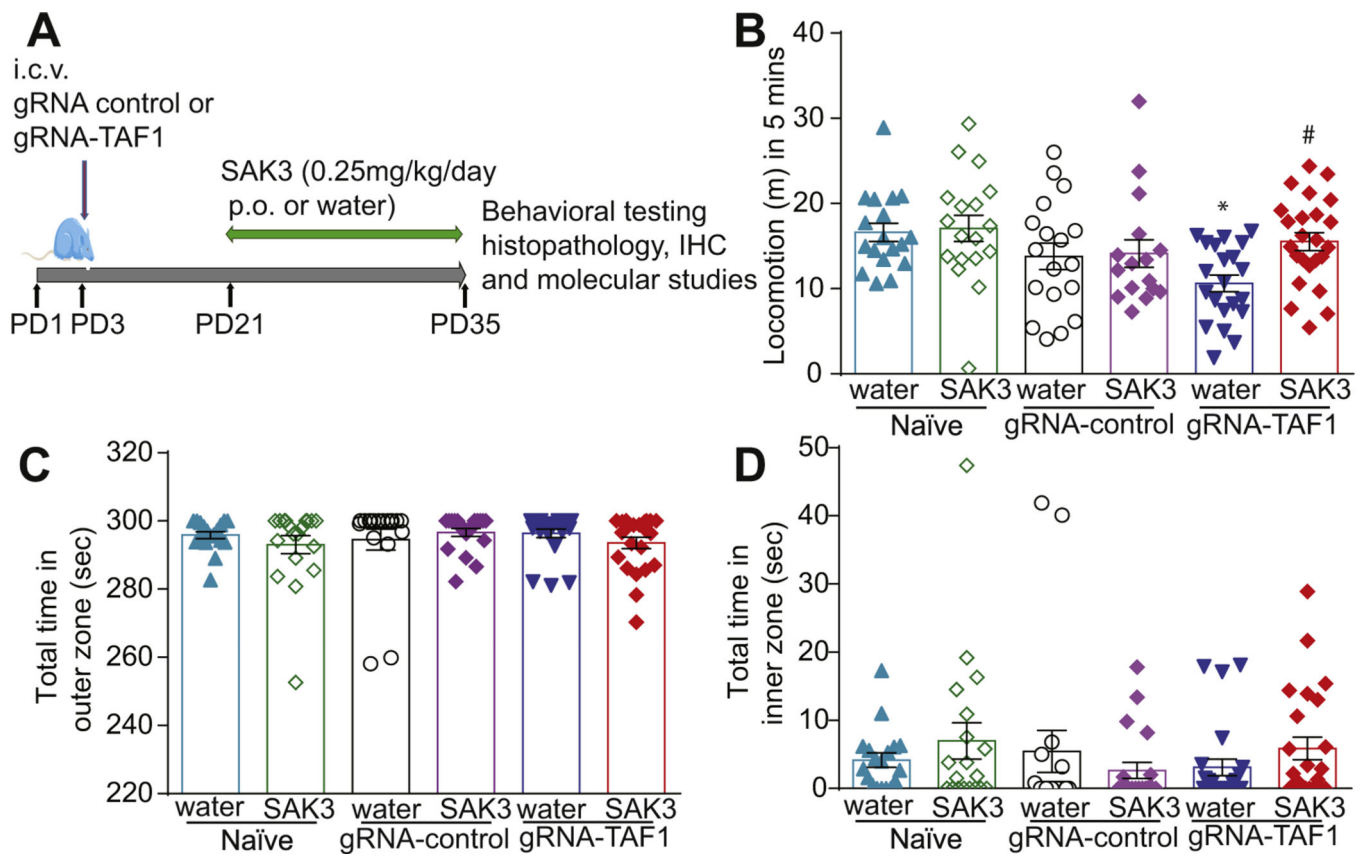 A
i.c.v.
gRNA control or
gRNA-TAF1
SAK3 (0.25mg/kg/day
p.o. or water)
Behavioral testing
histopathology, IHC
and molecular studies
PD1 PD3 PD21 PD35
B
Locomotion (m) in 5 mins
40
30
20
10
0
*
#
water SAK3 water SAK3 water SAK3
Naïve gRNA-control gRNA-TAF1
C
Total time in
outer zone (sec)
320
300
280
260
240
220
water SAK3 water SAK3 water SAK3
Naïve gRNA-control gRNA-TAF1
D
Total time in
inner zone (sec)
50
40
30
20
10
0
water SAK3 water SAK3 water SAK3
Naïve gRNA-control gRNA-TAF1